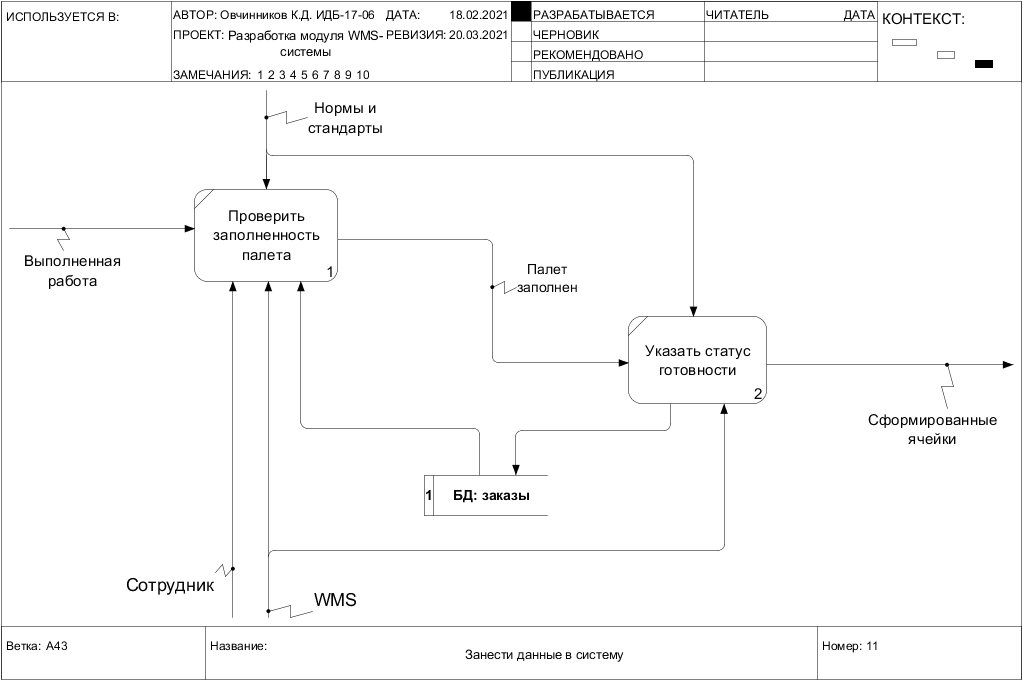 ИСПОЛЬЗУЕТСЯ В:
АВТОР: Овчинников К.Д. ИДБ-17-06 ДАТА: 18.02.2021
ПРОЕКТ: Разработка модуля WMS-
системы
РЕВИЗИЯ: 20.03.2021
ЗАМЕЧАНИЯ: 1 2 3 4 5 6 7 8 9 10
РАЗРАБАТЫВАЕТСЯ
ЧЕРНОВИК
РЕКОМЕНДОВАНО
ПУБЛИКАЦИЯ
ЧИТАТЕЛЬ ДАТА
КОНТЕКСТ:
Нормы и
стандарты
Проверить
заполненность
палета
1
Выполненная
работа
Палет
заполнен
Указать статус
готовности
2
Сформированные
ячейки
1 БД: заказы
Сотрудник
WMS
Ветка: A43
Название:
Занести данные в систему
Номер: 11